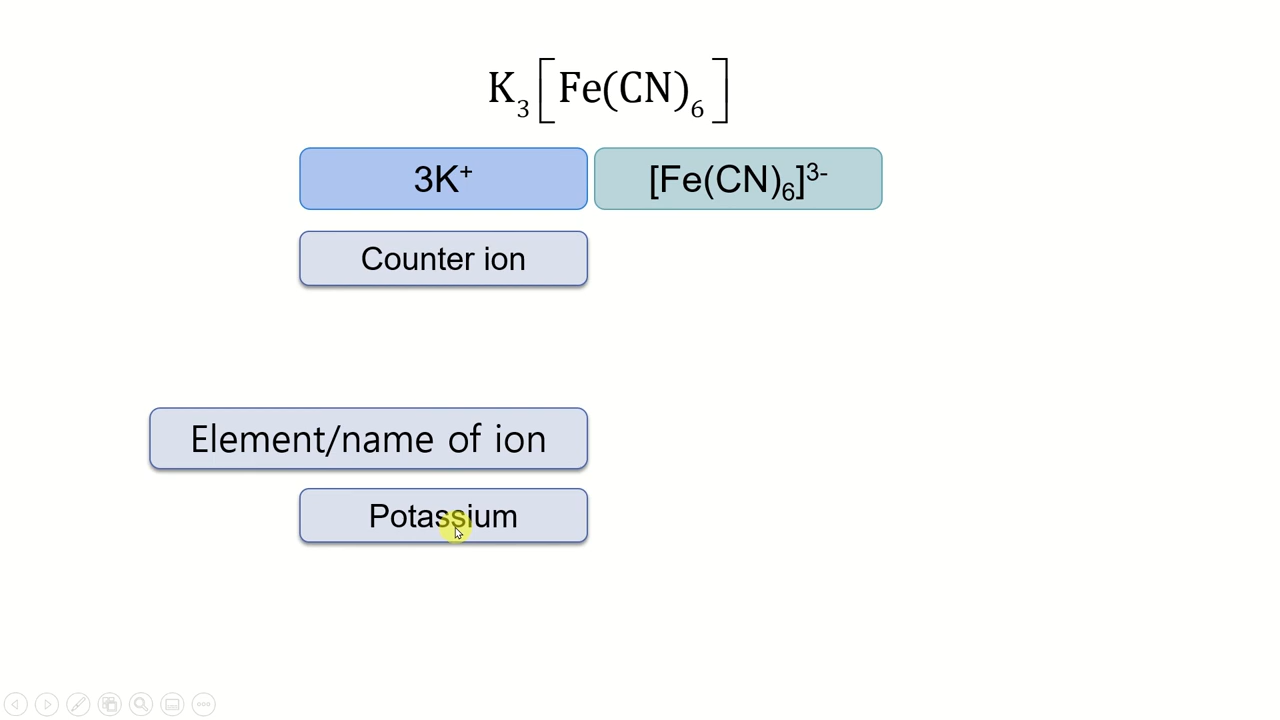 K₃[Fe(CN)₆]
3K⁺
[Fe(CN)₆]³⁻
Counter ion
Element/name of ion
Potassium